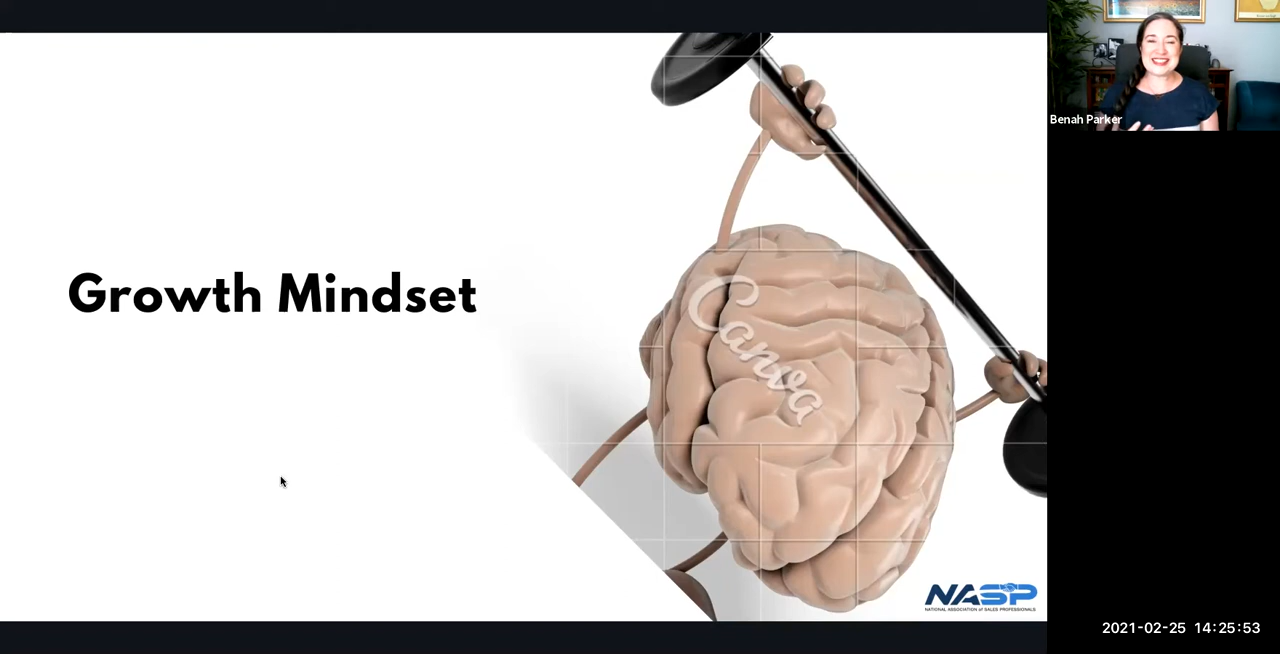 Growth Mindset
Canva
NASP
NATIONAL ASSOCIATION of SALES PROFESSIONALS
Benah Parker
2021-02-25 14:25:53